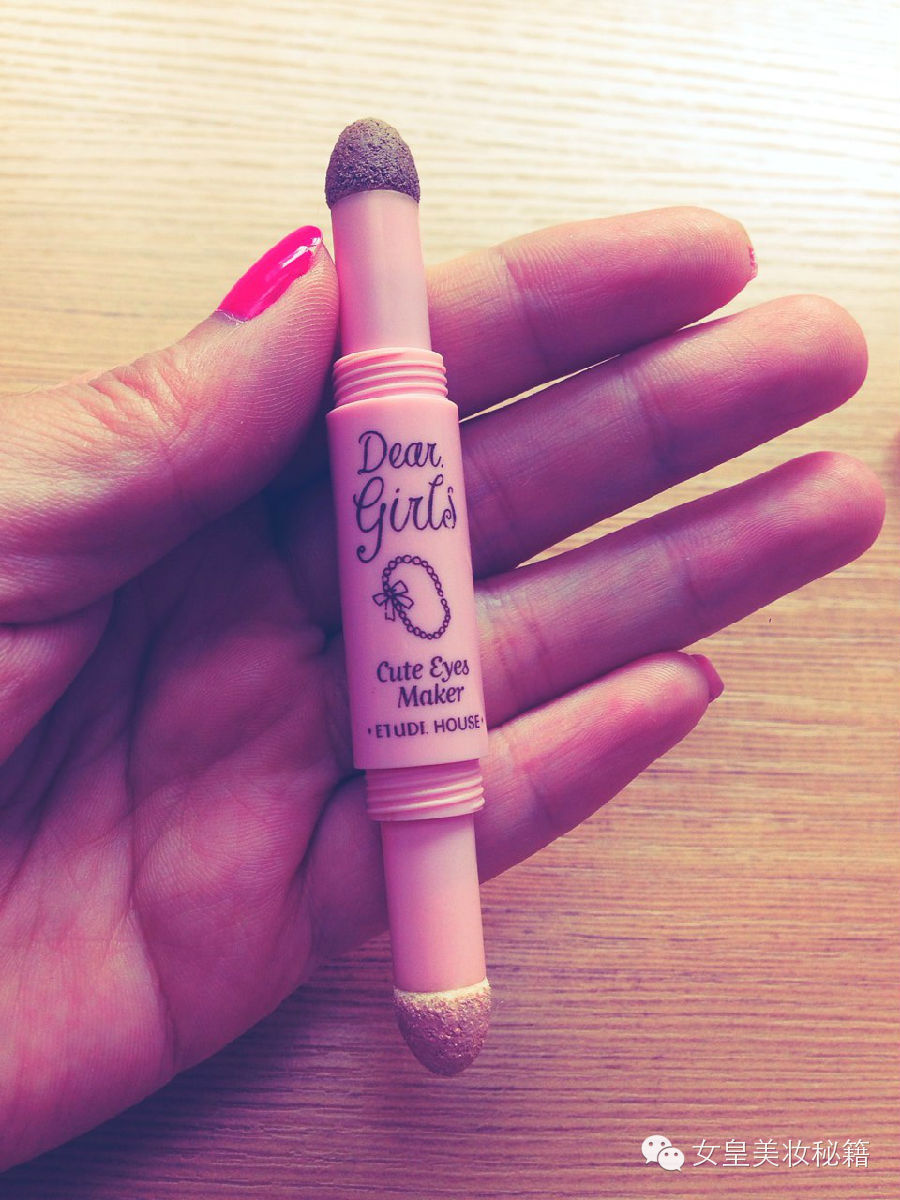 Dear,
Girls
Cute Eyes
Maker
• ETUDE HOUSE •
女皇美妆秘籍